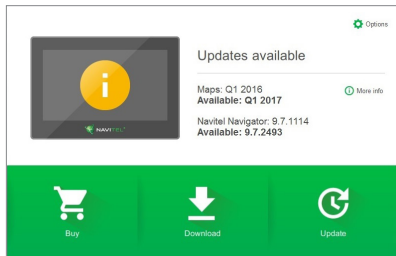 Options
Updates available
Maps: Q1 2016
Available: Q1 2017
More info
Navitel Navigator: 9.7.1114
Available: 9.7.2493
NAVITEL
Buy
Download
Update